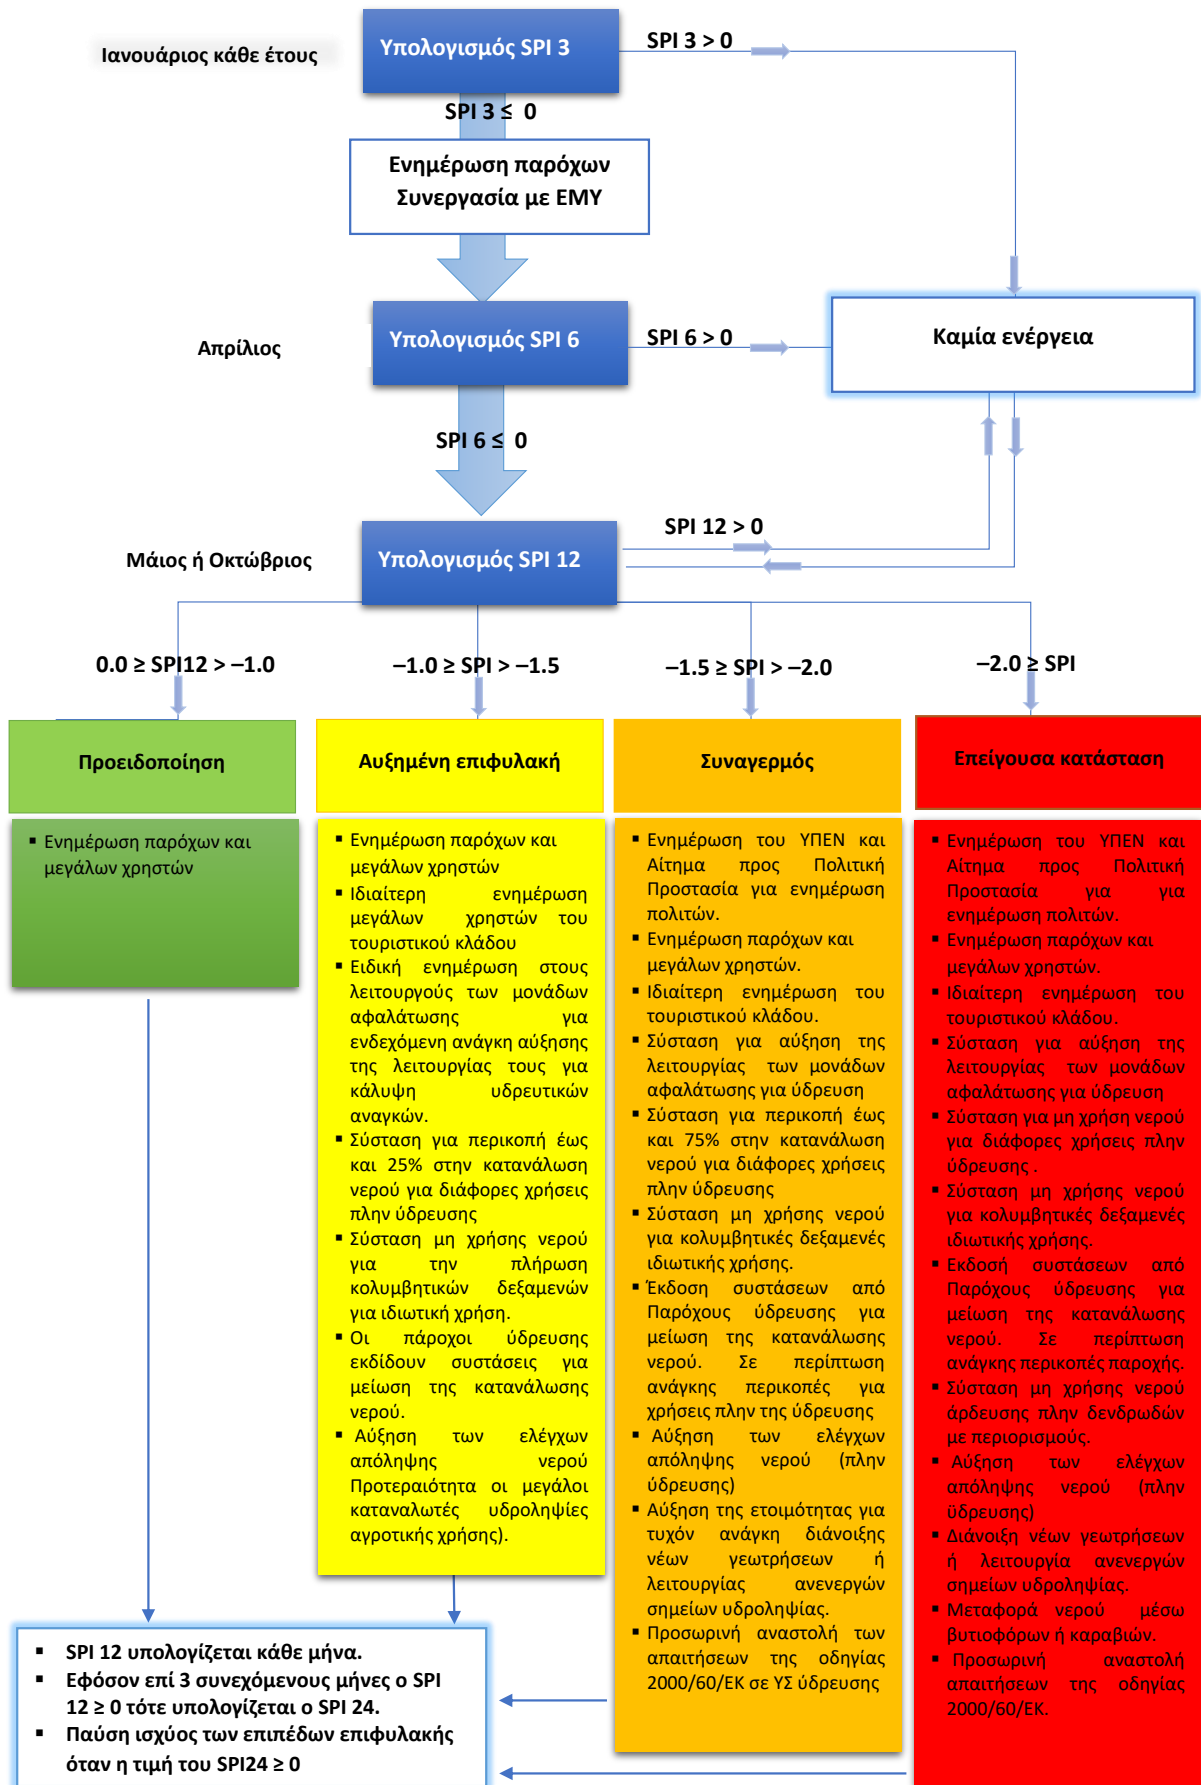 Ιανουάριος κάθε έτους
Υπολογισμός SPI 3
SPI 3 > 0
SPI 3 ≤ 0
Ενημέρωση παρόχων
Συνεργασία με ΕΜΥ
Απρίλιος
Υπολογισμός SPI 6
SPI 6 > 0
Καμία ενέργεια
SPI 6 ≤ 0
Μάιος ή Οκτώβριος
Υπολογισμός SPI 12
SPI 12 > 0
0.0 ≥ SPI12 > –1.0
–1.0 ≥ SPI > –1.5
–1.5 ≥ SPI > –2.0
–2.0 ≥ SPI
Προειδοποίηση
▪ Ενημέρωση παρόχων και
μεγάλων χρηστών
Αυξημένη επιφυλακή
▪ Ενημέρωση παρόχων και
μεγάλων χρηστών
▪ Ιδιαίτερη ενημέρωση
μεγάλων χρηστών του
τουριστικού κλάδου
▪ Ειδική ενημέρωση στους
λειτουργούς των μονάδων
αφαλάτωσης για
ενδεχόμενη ανάγκη αύξησης
της λειτουργίας τους για
κάλυψη υδρευτικών
αναγκών.
▪ Σύσταση για περικοπή έως
και 25% στην κατανάλωση
νερού για διάφορες χρήσεις
πλην ύδρευσης
▪ Σύσταση μη χρήσης νερού
για την πλήρωση
κολυμβητικών δεξαμενών
για ιδιωτική χρήση.
▪ Οι πάροχοι ύδρευσης
εκδίδουν συστάσεις για
μείωση της κατανάλωσης
νερού.
▪ Αύξηση των ελέγχων
απόληψης νερού
Προτεραιότητα οι μεγάλοι
καταναλωτές υδροληψίες
αγροτικής χρήσης).
Συναγερμός
▪ Ενημέρωση του ΥΠΕΝ και
Αίτημα προς Πολιτική
Προστασία για ενημέρωση
πολιτών.
▪ Ενημέρωση παρόχων και
μεγάλων χρηστών.
▪ Ιδιαίτερη ενημέρωση του
τουριστικού κλάδου.
▪ Σύσταση για αύξηση της
λειτουργίας των μονάδων
αφαλάτωσης για ύδρευση
▪ Σύσταση για περικοπή έως
και 75% στην κατανάλωση
νερού για διάφορες χρήσεις
πλην ύδρευσης
▪ Σύσταση μη χρήσης νερού
για κολυμβητικές δεξαμενές
ιδιωτικής χρήσης.
▪ Έκδοση συστάσεων από
Παρόχους ύδρευσης για
μείωση της κατανάλωσης
νερού. Σε περίπτωση
ανάγκης περικοπές για
χρήσεις πλην της ύδρευσης
▪ Αύξηση των ελέγχων
απόληψης νερού (πλην
ύδρευσης)
▪ Αύξηση της ετοιμότητας για
τυχόν ανάγκη διάνοιξης
νέων γεωτρήσεων ή
λειτουργίας ανενεργών
σημείων υδροληψίας.
▪ Προσωρινή αναστολή των
απαιτήσεων της οδηγίας
2000/60/ΕΚ σε ΥΣ ύδρευσης
Επείγουσα κατάσταση
▪ Ενημέρωση του ΥΠΕΝ και
Αίτημα προς Πολιτική
Προστασία για για
ενημέρωση πολιτών.
▪ Ενημέρωση παρόχων και
μεγάλων χρηστών.
▪ Ιδιαίτερη ενημέρωση του
τουριστικού κλάδου.
▪ Σύσταση για αύξηση της
λειτουργίας των μονάδων
αφαλάτωσης για ύδρευση
▪ Σύσταση για μη χρήση νερού
για διάφορες χρήσεις πλην
ύδρευσης .
▪ Σύσταση μη χρήσης νερού
για κολυμβητικές δεξαμενές
ιδιωτικής χρήσης.
▪ Εκδοσή συστάσεων από
Παρόχους ύδρευσης για
μείωση της κατανάλωσης
νερού. Σε περίπτωση
ανάγκης περικοπές παροχής.
▪ Σύσταση μη χρήσης νερού
άρδευσης πλην δενδρωδών
με περιορισμούς.
▪ Αύξηση των ελέγχων
απόληψης νερού (πλην
ϋδρευσης)
▪ Διάνοιξη νέων γεωτρήσεων
ή λειτουργία ανενεργών
σημείων υδροληψίας.
▪ Μεταφορά νερού μέσω
βυτιοφόρων ή καραβιών.
▪ Προσωρινή αναστολή
απαιτήσεων της οδηγίας
2000/60/ΕΚ.
▪ SPI 12 υπολογίζεται κάθε μήνα.
▪ Εφόσον επί 3 συνεχόμενους μήνες ο SPI
12 ≥ 0 τότε υπολογίζεται ο SPI 24.
▪ Παύση ισχύος των επιπέδων επιφυλακής
όταν η τιμή του SPI24 ≥ 0